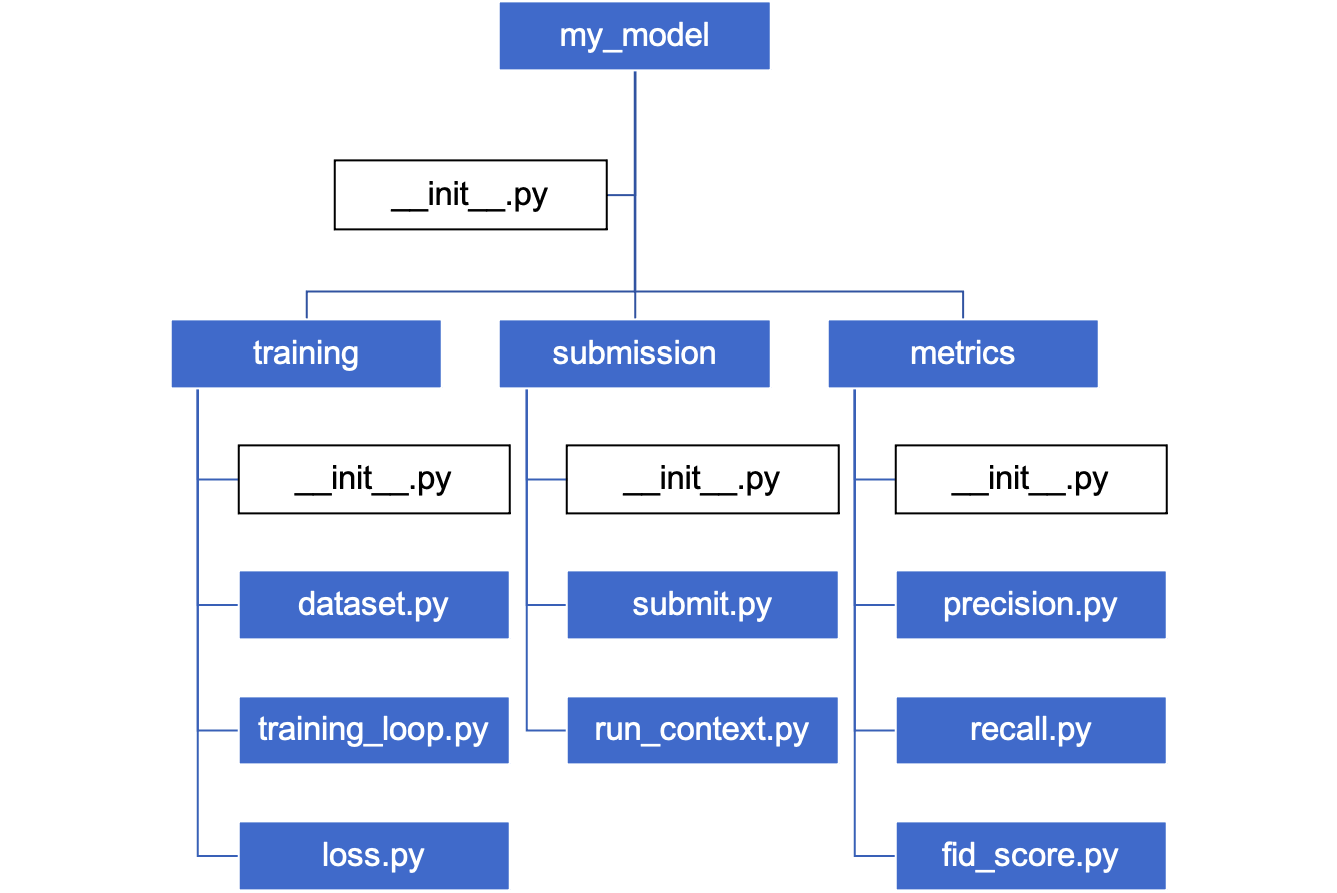 my_model
__init__.py
training
submission
metrics
__init__.py
__init__.py
__init__.py
dataset.py
submit.py
precision.py
training_loop.py
run_context.py
recall.py
loss.py
fid_score.py